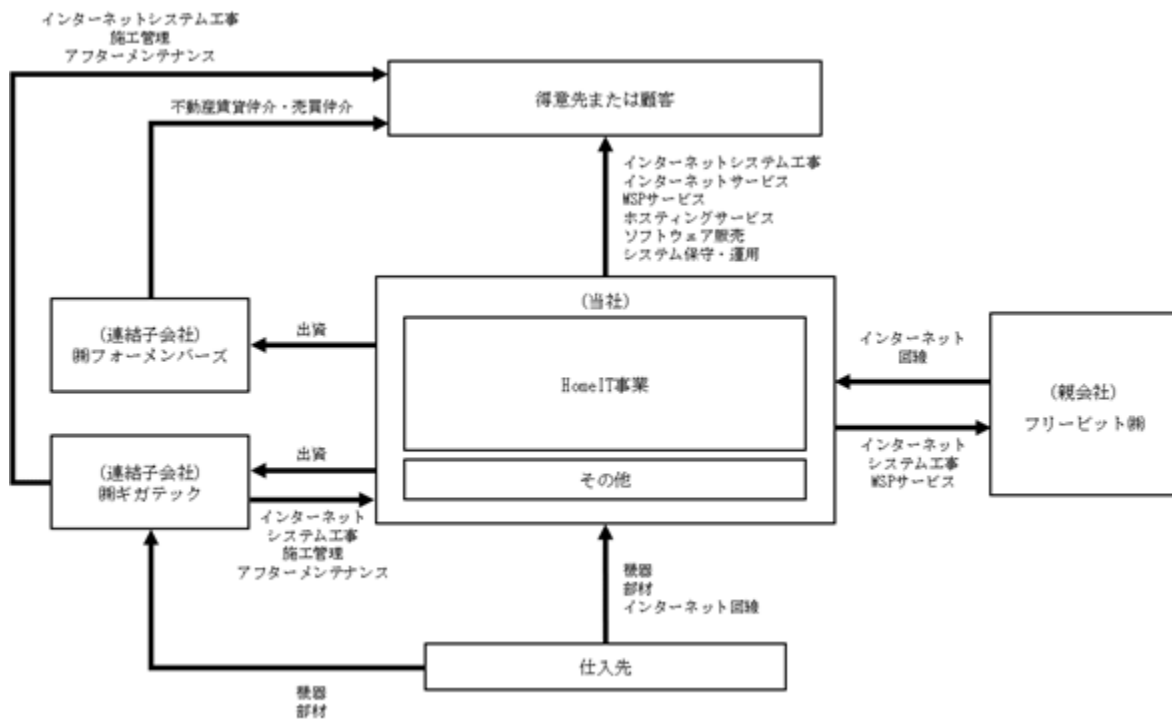 インターネットシステム工事
施工管理
アフターメンテナンス
得意先または顧客
不動産賃貸仲介・売買仲介
インターネットシステム工事
インターネットサービス
WSPサービス
ホスティングサービス
ソフトウェア販売
システム保守・運用
(当社)
HomeIT事業
その他
(連結子会社)
㈱フォーメンバーズ
出資
(連結子会社)
㈱ギガテック
出資
インターネット
システム工事
施工管理
アフターメンテナンス
インターネット
回線
(親会社)
フリービット㈱
インターネット
システム工事
WSPサービス
機器
部材
インターネット回線
仕入先
機器
部材